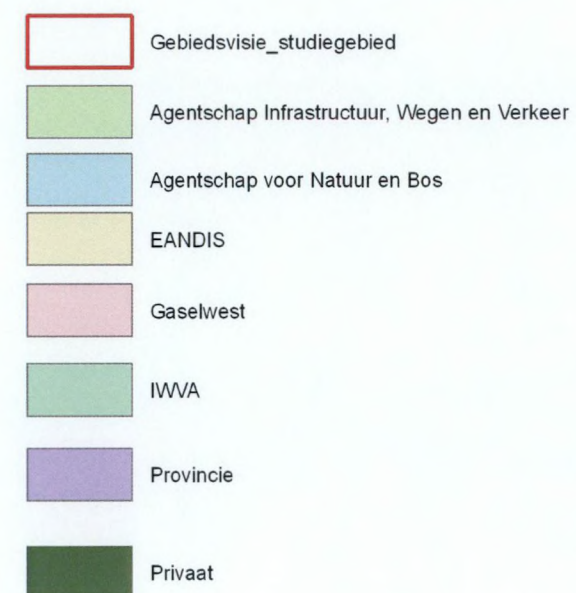 Gebiedsvisie_studiegebied
Agentschap Infrastructuur, Wegen en Verkeer
Agentschap voor Natuur en Bos
EANDIS
Gaselwest
IWVA
Provincie
Privaat